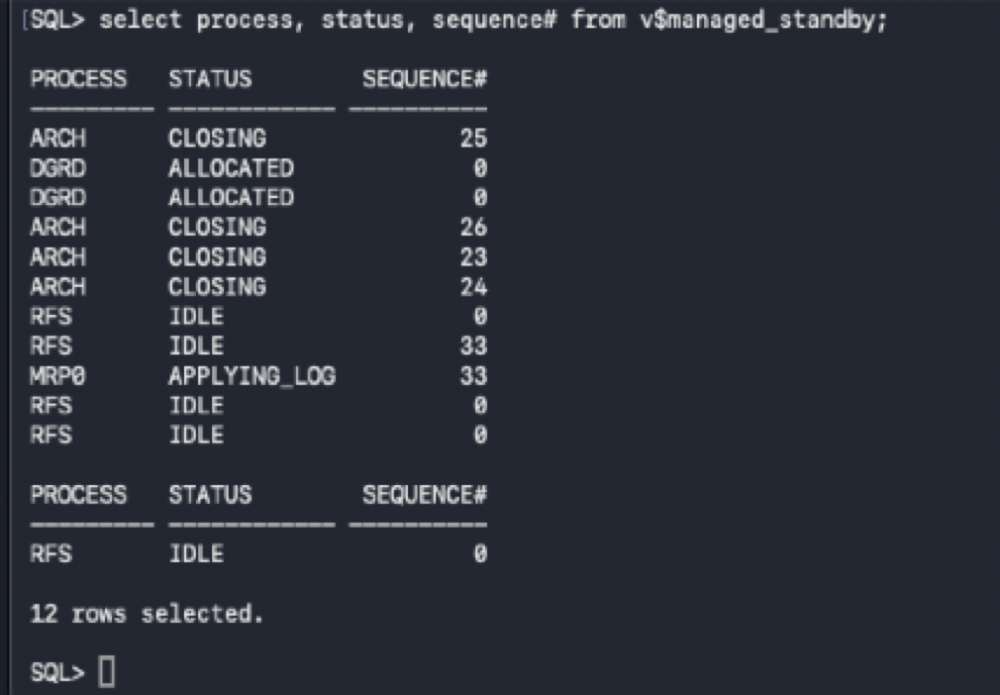 [SQL> select process, status, sequence# from v$managed_standby;
PROCESS   STATUS       SEQUENCE#
--------- ------------ ----------
ARCH      CLOSING              25
DGRD      ALLOCATED             0
DGRD      ALLOCATED             0
ARCH      CLOSING              26
ARCH      CLOSING              23
ARCH      CLOSING              24
RFS       IDLE                  0
RFS       IDLE                 33
MRP0      APPLYING_LOG         33
RFS       IDLE                  0
RFS       IDLE                  0
PROCESS   STATUS       SEQUENCE#
--------- ------------ ----------
RFS       IDLE                  0
12 rows selected.
SQL>